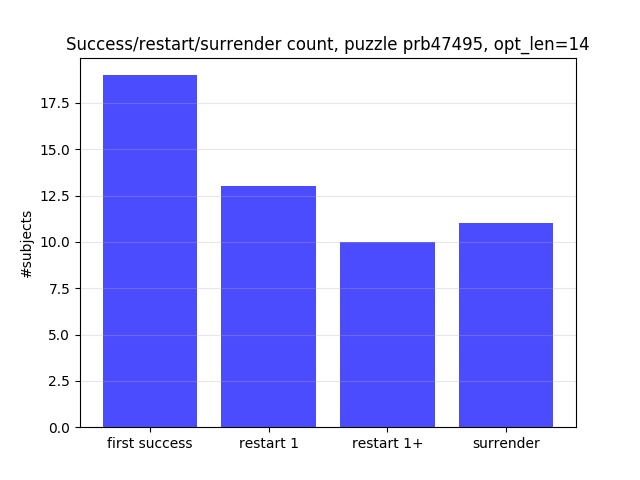 Success/restart/surrender count, puzzle prb47495, opt_len=14
17.5
15.0
12.5
10.0
7.5
5.0
2.5
0.0
#subjects
first success
restart 1
restart 1+
surrender